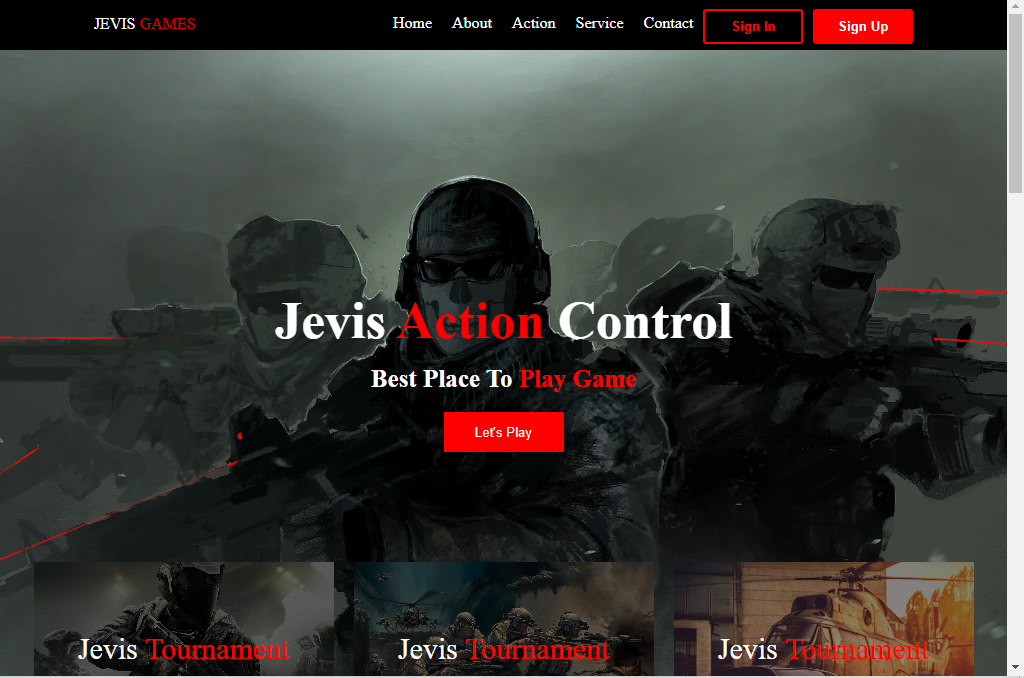 JEVIS GAMES
Home About Action Service Contact Sign In Sign Up
Jevis Action Control
Best Place To Play Game
Let's Play
Jevis Tournament Jevis Tournament Jevis Tournament